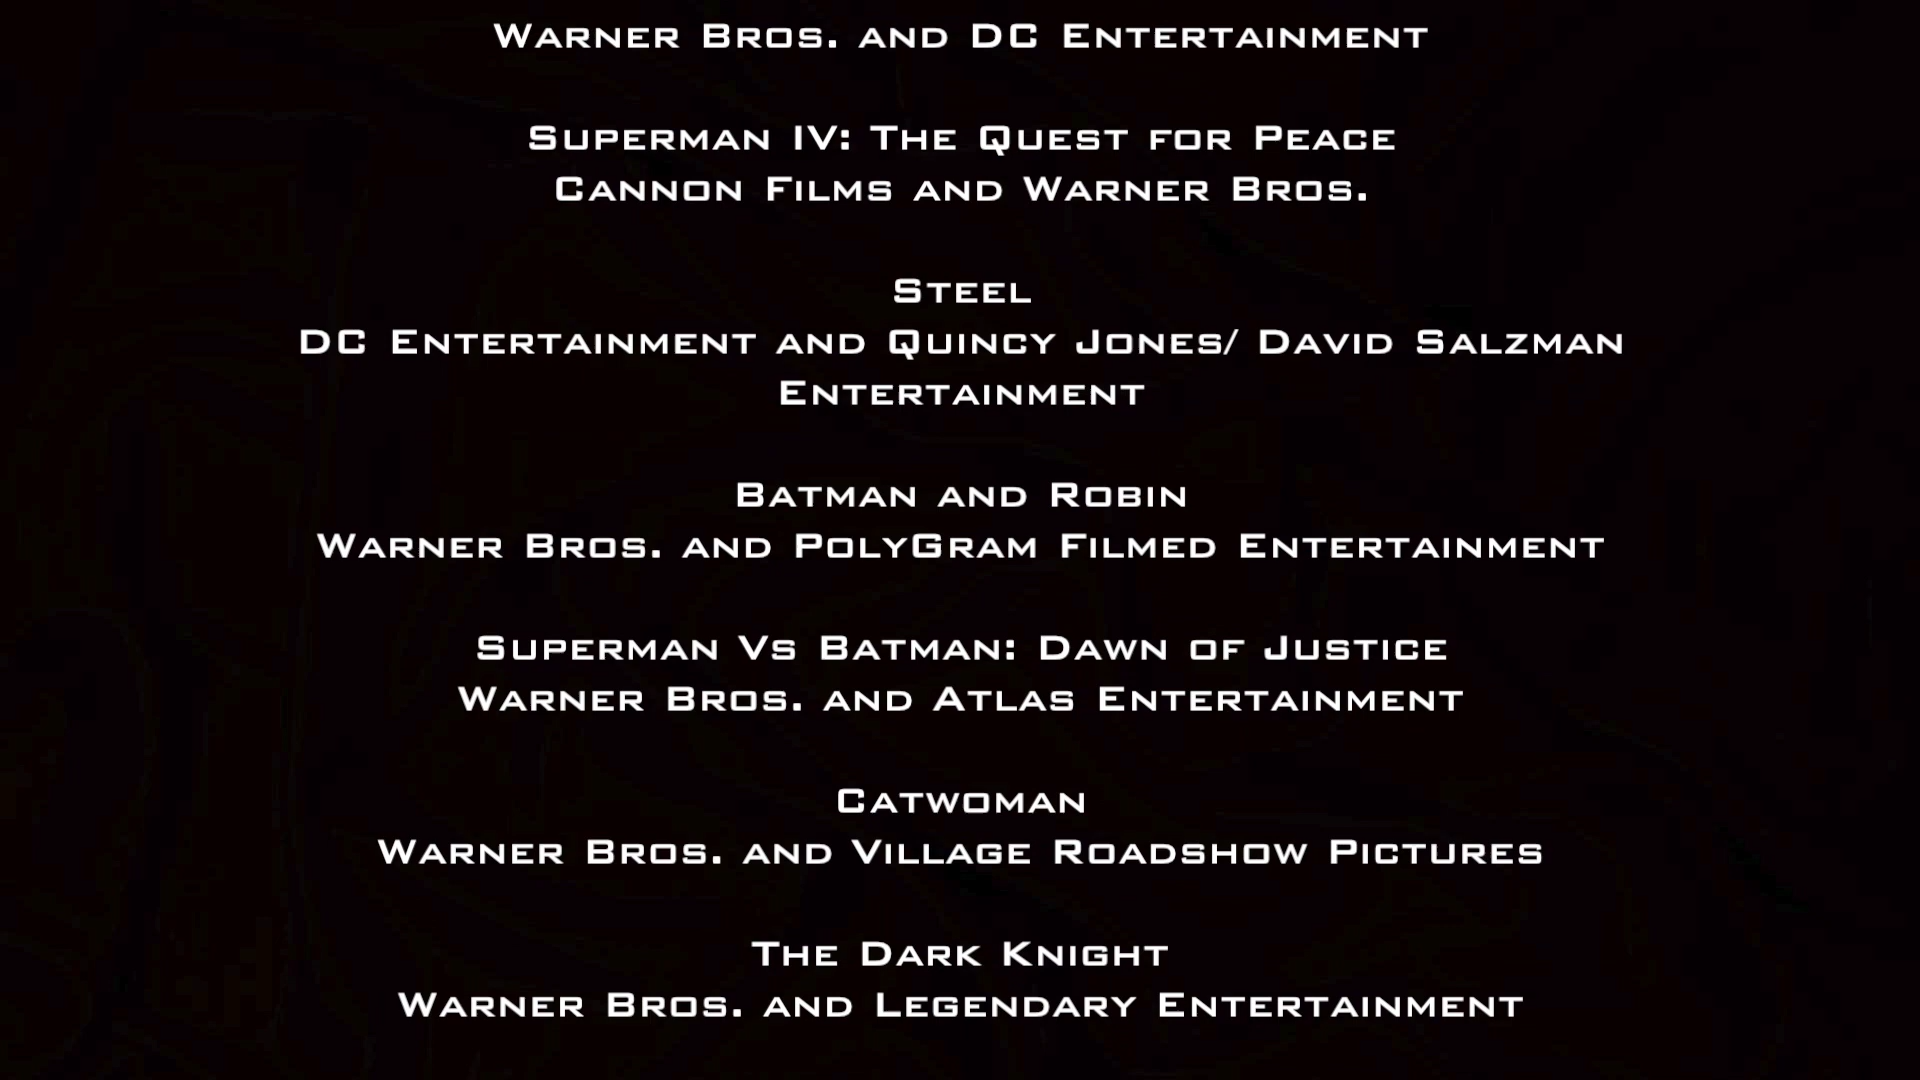 Warner Bros. and DC Entertainment
Superman IV: The Quest for Peace
Cannon Films and Warner Bros.
Steel
DC Entertainment and Quincy Jones/ David Salzman
Entertainment
Batman and Robin
Warner Bros. and PolyGram Filmed Entertainment
Superman Vs Batman: Dawn of Justice
Warner Bros. and Atlas Entertainment
Catwoman
Warner Bros. and Village Roadshow Pictures
The Dark Knight
Warner Bros. and Legendary Entertainment